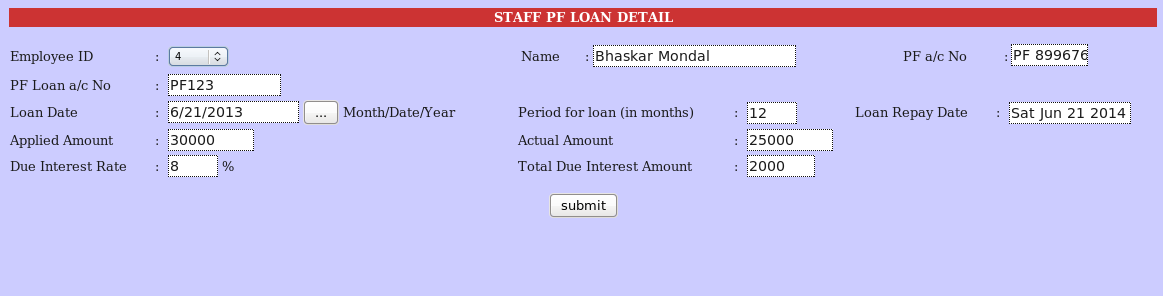 STAFF PF LOAN DETAIL
Employee ID : 4 Name : Bhaskar Mondal PF a/c No : PF 899676
PF Loan a/c No : PF123
Loan Date : 6/21/2013 ... Month/Date/Year Period for loan (in months) : 12 Loan Repay Date : Sat Jun 21 2014
Applied Amount : 30000 Actual Amount : 25000
Due Interest Rate : 8 % Total Due Interest Amount : 2000
submit